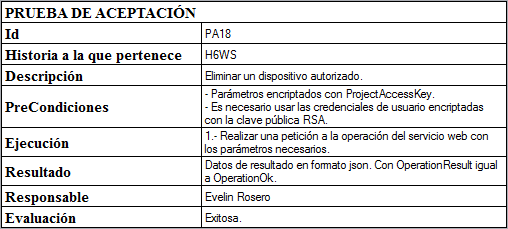 PRUEBA DE ACEPTACIÓN
Id PA18
Historia a la que pertenece H6WS
Descripción Eliminar un dispositivo autorizado.
PreCondiciones - Parámetros encriptados con ProjectAccessKey.
- Es necesario usar las credenciales de usuario encriptadas
con la clave pública RSA.
Ejecución 1.- Realizar una petición a la operación del servicio web con
los parámetros necesarios.
Resultado Datos de resultado en formato json. Con OperationResult igual
a OperationOk.
Responsable Evelin Rosero
Evaluación Exitosa.